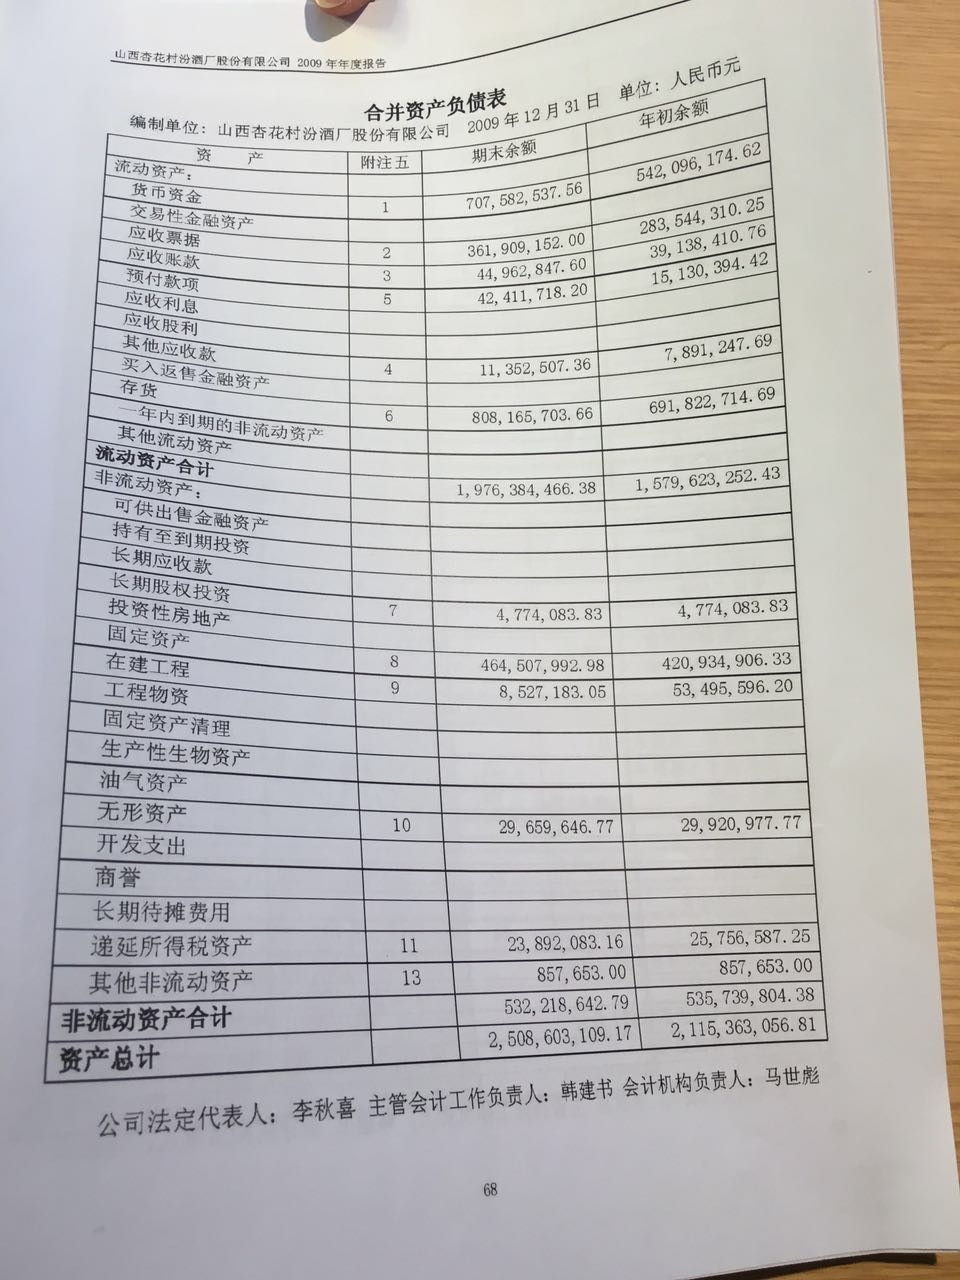 山西杏花村汾酒厂股份有限公司 2009 年年度报告
合并资产负债表
编制单位：山西杏花村汾酒厂股份有限公司 2009 年 12 月 31 日 单位：人民币元
资 产 附注五 期末余额 年初余额
流动资产：
货币资金 1 707,582,537.56 542,096,174.62
交易性金融资产
应收票据 2 361,909,152.00 283,544,310.25
应收账款 3 44,962,847.60 39,138,410.76
预付款项 5 42,411,718.20 15,130,394.42
应收利息
应收股利
其他应收款 4 11,352,507.36 7,891,247.69
买入返售金融资产
存货 6 808,165,703.66 691,822,714.69
一年内到期的非流动资产
其他流动资产
流动资产合计 1,976,384,466.38 1,579,623,252.43
非流动资产：
可供出售金融资产
持有至到期投资
长期应收款
长期股权投资 7 4,774,083.83 4,774,083.83
投资性房地产
固定资产 8 464,507,992.98 420,934,906.33
在建工程 9 8,527,183.05 53,495,596.20
工程物资
固定资产清理
生产性生物资产
油气资产
无形资产 10 29,659,646.77 29,920,977.77
开发支出
商誉
长期待摊费用
递延所得税资产 11 23,892,083.16 25,756,587.25
其他非流动资产 13 857,653.00 857,653.00
非流动资产合计 532,218,642.79 535,739,804.38
资产总计 2,508,603,109.17 2,115,363,056.81
公司法定代表人：李秋喜 主管会计工作负责人：韩建书 会计机构负责人：马世彪
68